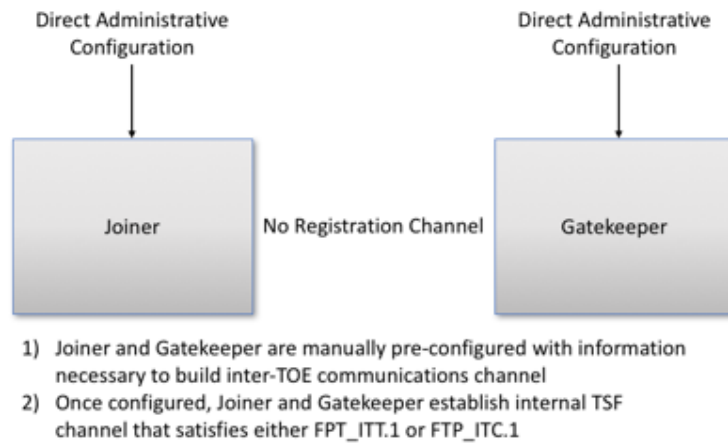 Direct Administrative
Configuration
Direct Administrative
Configuration
Joiner
No Registration Channel
Gatekeeper
1) Joiner and Gatekeeper are manually pre-configured with information
necessary to build inter-TOE communications channel
2) Once configured, Joiner and Gatekeeper establish internal TSF
channel that satisfies either FPT_ITT.1 or FTP_ITC.1